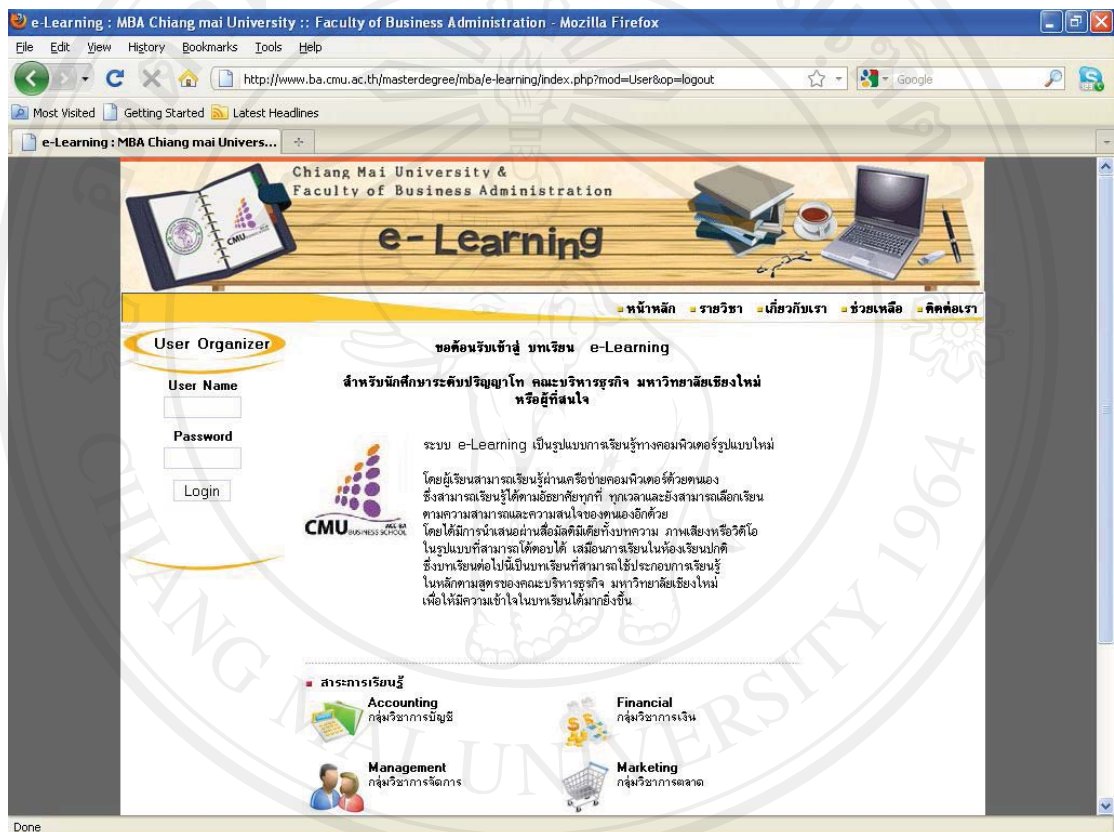 e-Learning : MBA Chiang mai University :: Faculty of Business Administration - Mozilla Firefox
File Edit View History Bookmarks Tools Help
http://www.ba.cmu.ac.th/masterdegree/mba/e-learning/index.php?mod=User&op=logout
Google
Most Visited Getting Started Latest Headlines
e-Learning : MBA Chiang mai Univers...
Chiang Mai University &
Faculty of Business Administration
e-Learning
CMU
หน้าหลัก รายวิชา เกี่ยวกับเรา ช่วยเหลือ ติดต่อเรา
User Organizer
User Name
Password
Login
ขอต้อนรับเข้าสู่ บทเรียน e-Learning
สำหรับนักศึกษาระดับปริญญาโท คณะบริหารธุรกิจ มหาวิทยาลัยเชียงใหม่
หรือผู้ที่สนใจ
CMU BUSINESS SCHOOL
ระบบ e-Learning เป็นรูปแบบการเรียนรู้ทางคอมพิวเตอร์รูปแบบใหม่
โดยผู้เรียนสามารถเรียนรู้ผ่านเครือข่ายคอมพิวเตอร์ด้วยตนเอง
ซึ่งสามารถเรียนรู้ได้ตามอัธยาศัยทุกที่ ทุกเวลาและยังสามารถเลือกเรียน
ตามความสามารถและความสนใจของตนเองอีกด้วย
โดยได้มีการนำเสนอผ่านสื่อมัลติมีเดียทั้งบทความ ภาพเสียงหรือวิดีโอ
ในรูปแบบที่สามารถโต้ตอบได้ เสมือนการเรียนในห้องเรียนปกติ
ซึ่งบทเรียนต่อไปนี้เป็นบทเรียนที่สามารถใช้ประกอบการเรียนรู้
ในหลักตามสูตรของคณะบริหารธุรกิจ มหาวิทยาลัยเชียงใหม่
เพื่อให้มีความเข้าใจในบทเรียนได้มากยิ่งขึ้น
สาระการเรียนรู้
Accounting
กลุ่มวิชาการบัญชี
Financial
กลุ่มวิชาการเงิน
Management
กลุ่มวิชาการจัดการ
Marketing
กลุ่มวิชาการตลาด
Done
CHIANG MAI UNIVERSITY 1964